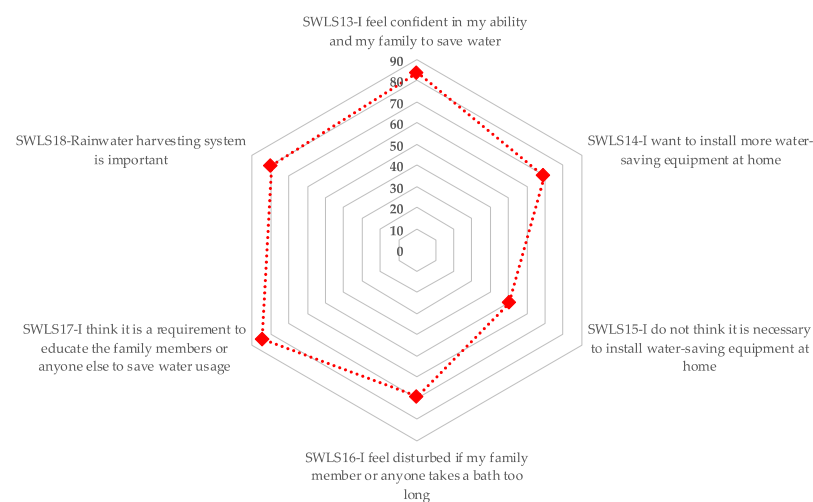 SWLS13-I feel confident in my ability
and my family to save water
90
80
70
60
50
40
30
20
10
0
SWLS14-I want to install more water-
saving equipment at home
SWLS15-I do not think it is necessary
to install water-saving equipment at
home
SWLS16-I feel disturbed if my family
member or anyone takes a bath too
long
SWLS17-I think it is a requirement to
educate the family members or
anyone else to save water usage
SWLS18-Rainwater harvesting system
is important